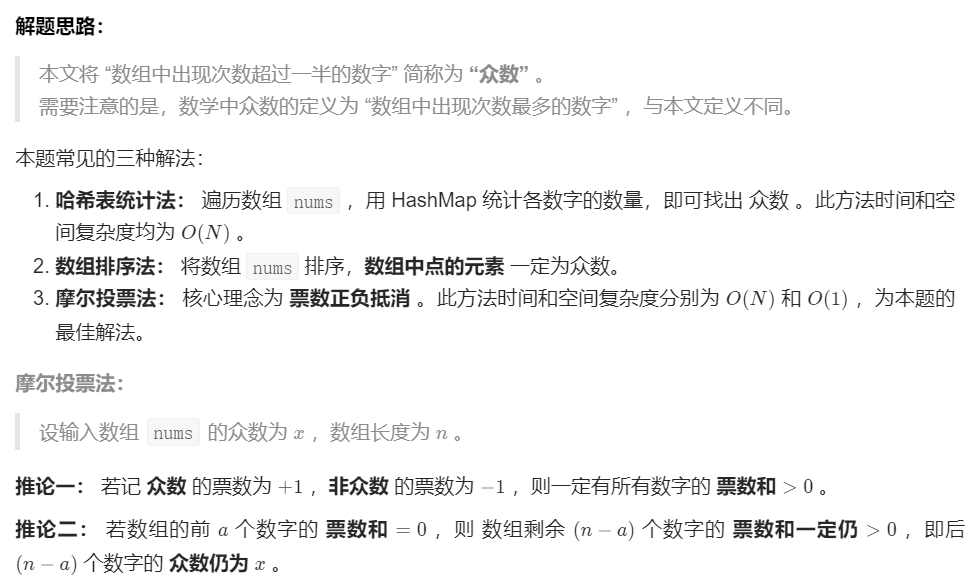 解题思路：
本文将 “数组中出现次数超过一半的数字” 简称为 “众数” 。
需要注意的是，数学中众数的定义为 “数组中出现次数最多的数字” ，与本文定义不同。
本题常见的三种解法：
1. 哈希表统计法： 遍历数组 nums ，用 HashMap 统计各数字的数量，即可找出 众数 。此方法时间和空
间复杂度均为 O(N) 。
2. 数组排序法： 将数组 nums 排序，数组中点的元素 一定为众数。
3. 摩尔投票法： 核心理念为 票数正负抵消 。此方法时间和空间复杂度分别为 O(N) 和 O(1) ，为本题的
最佳解法。
摩尔投票法：
设输入数组 nums 的众数为 x ，数组长度为 n 。
推论一： 若记 众数 的票数为 +1 ，非众数 的票数为 −1 ，则一定有所有数字的 票数和 > 0 。
推论二： 若数组的前 a 个数字的 票数和 = 0 ，则 数组剩余 (n − a) 个数字的 票数和一定仍 > 0 ，即后
(n − a) 个数字的 众数仍为 x 。